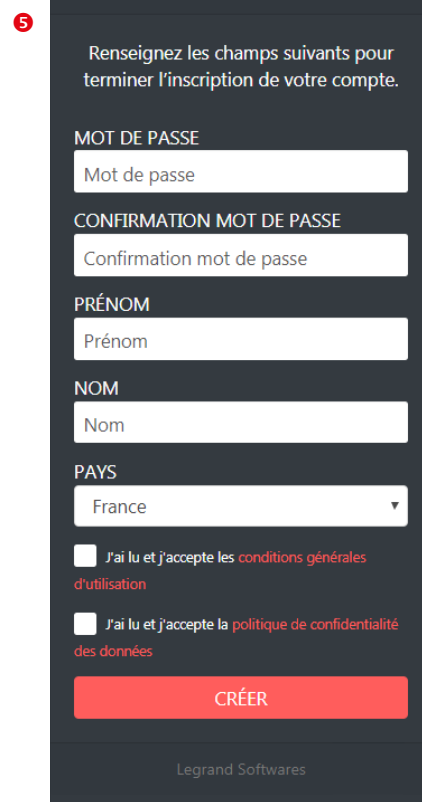 5
Renseignez les champs suivants pour
terminer l'inscription de votre compte.
MOT DE PASSE
Mot de passe
CONFIRMATION MOT DE PASSE
Confirmation mot de passe
PRÉNOM
Prénom
NOM
Nom
PAYS
France
J'ai lu et j'accepte les conditions générales
d'utilisation
J'ai lu et j'accepte la politique de confidentialité
des données
CRÉER
Legrand Softwares